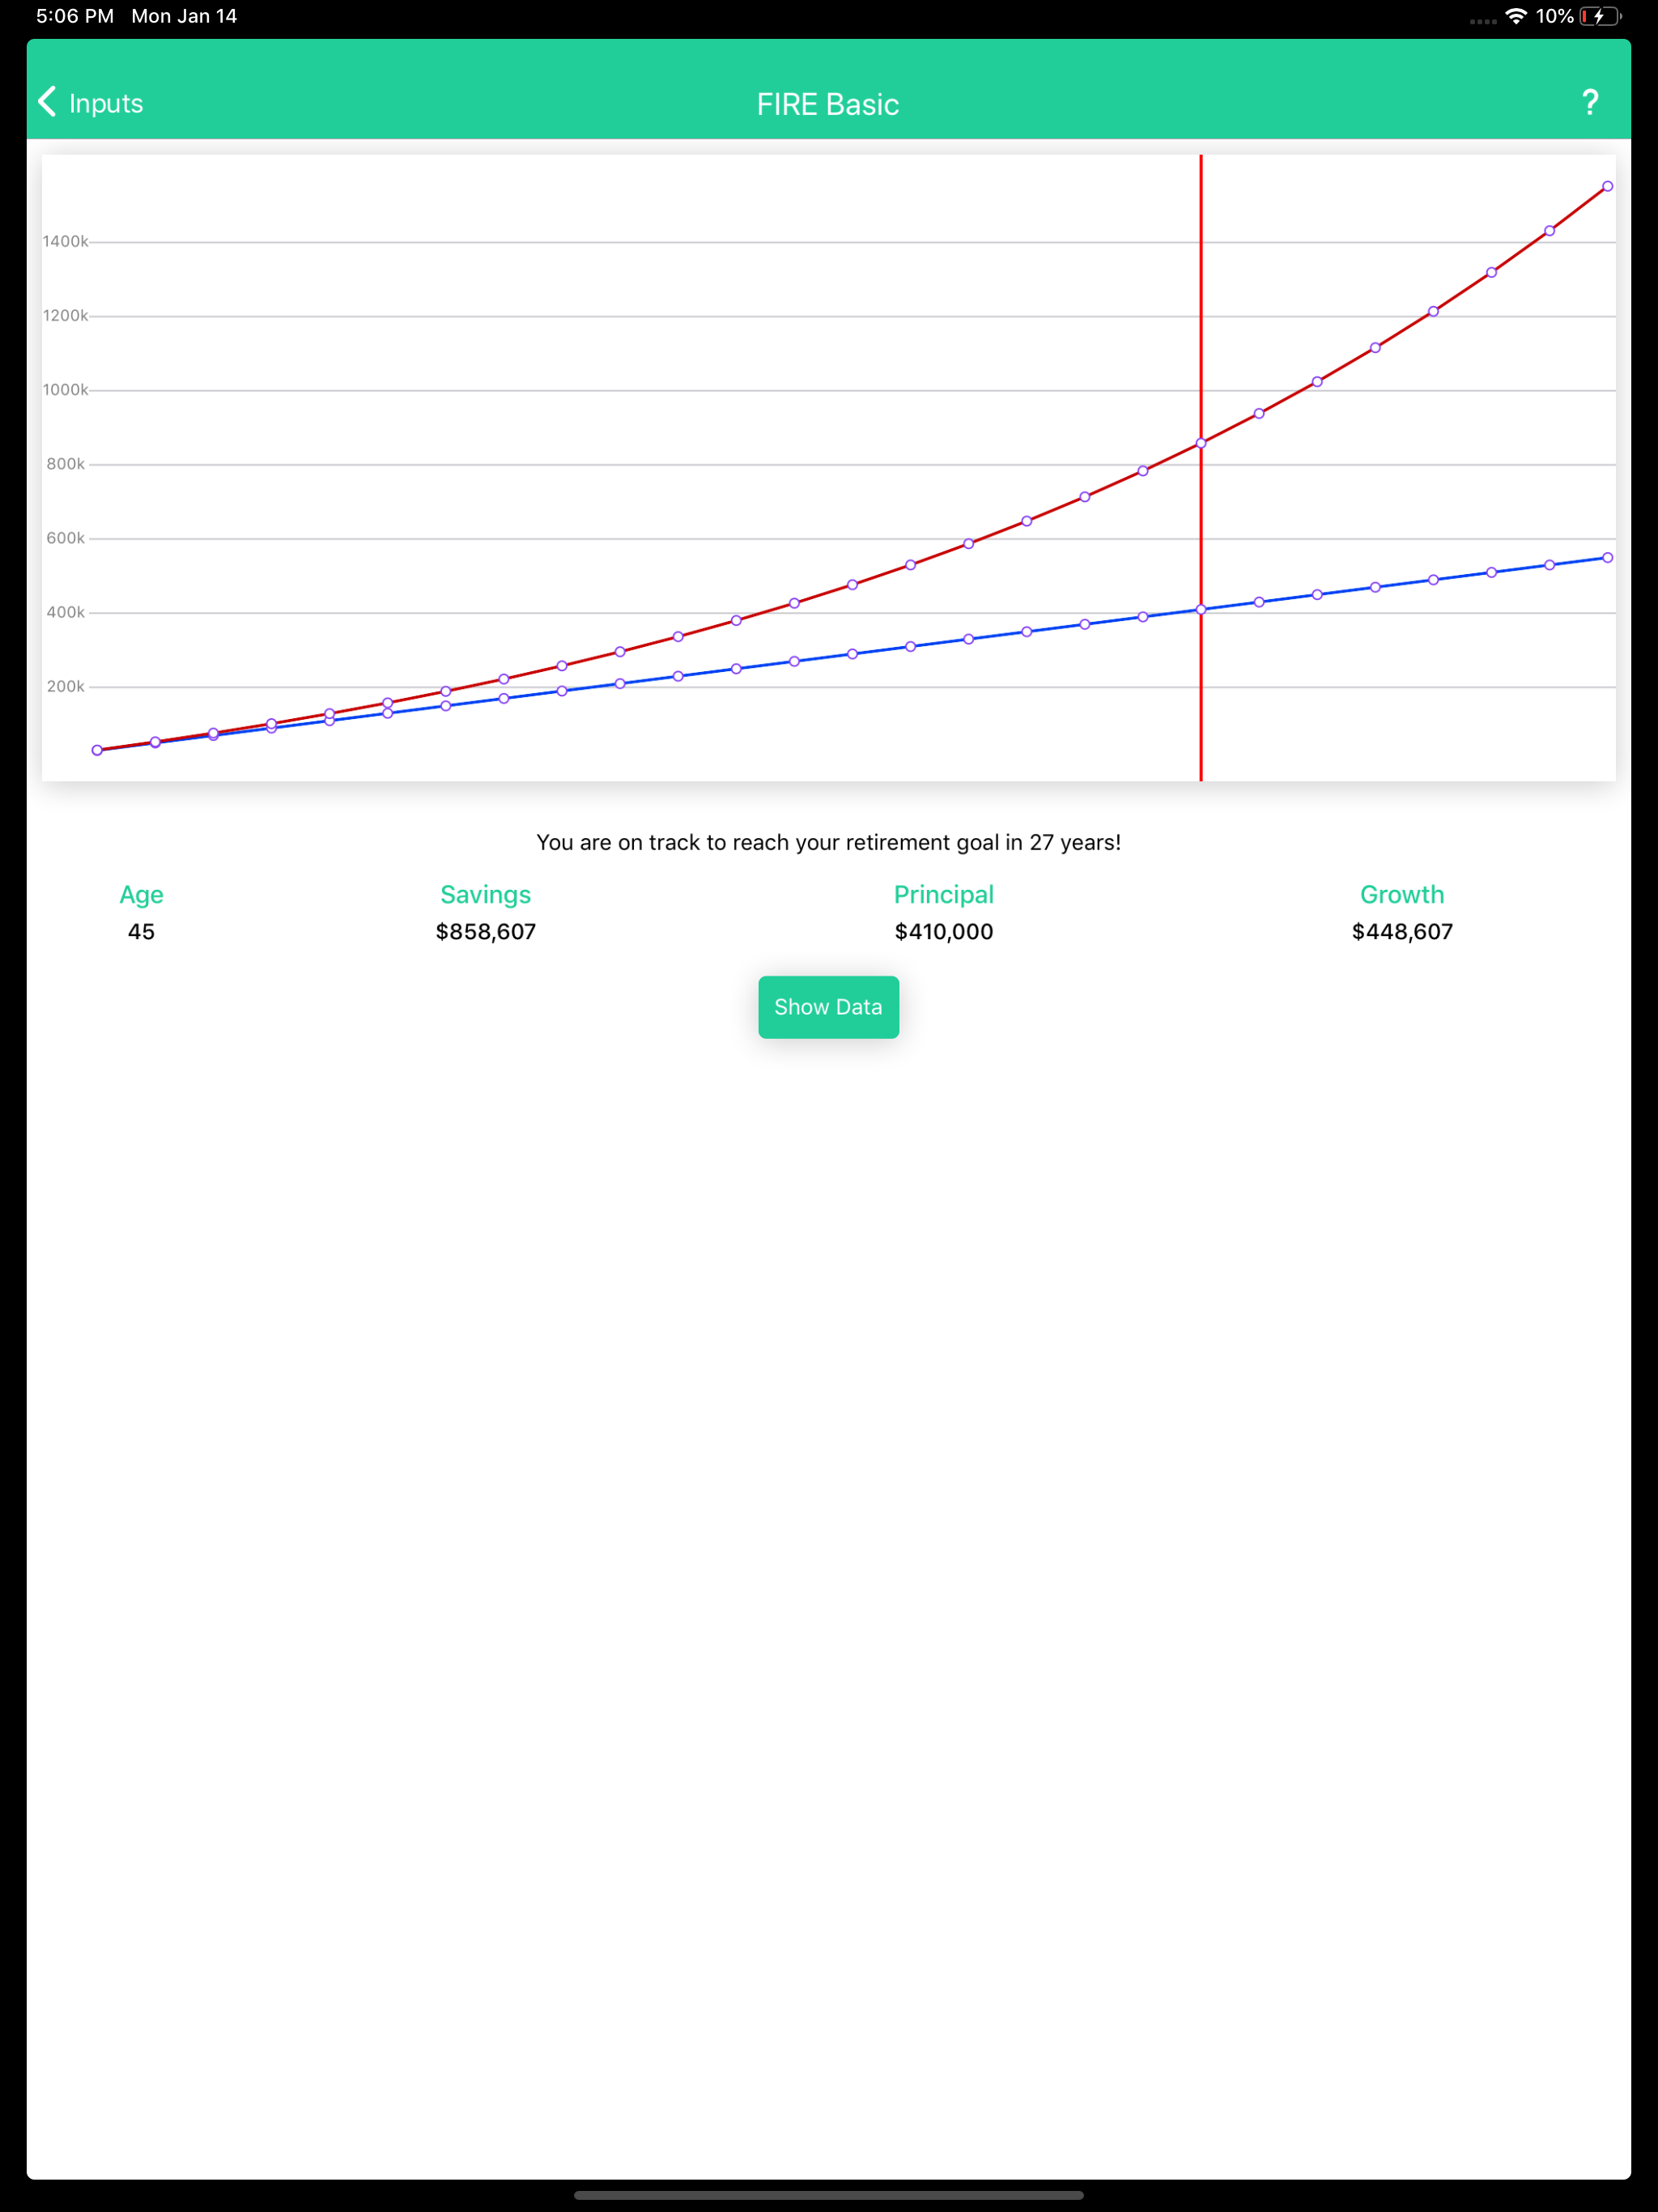 5:06 PM Mon Jan 14 10%
Inputs FIRE Basic ?
1400k
1200k
1000k
800k
600k
400k
200k
You are on track to reach your retirement goal in 27 years!
Age Savings Principal Growth
45 $858,607 $410,000 $448,607
Show Data